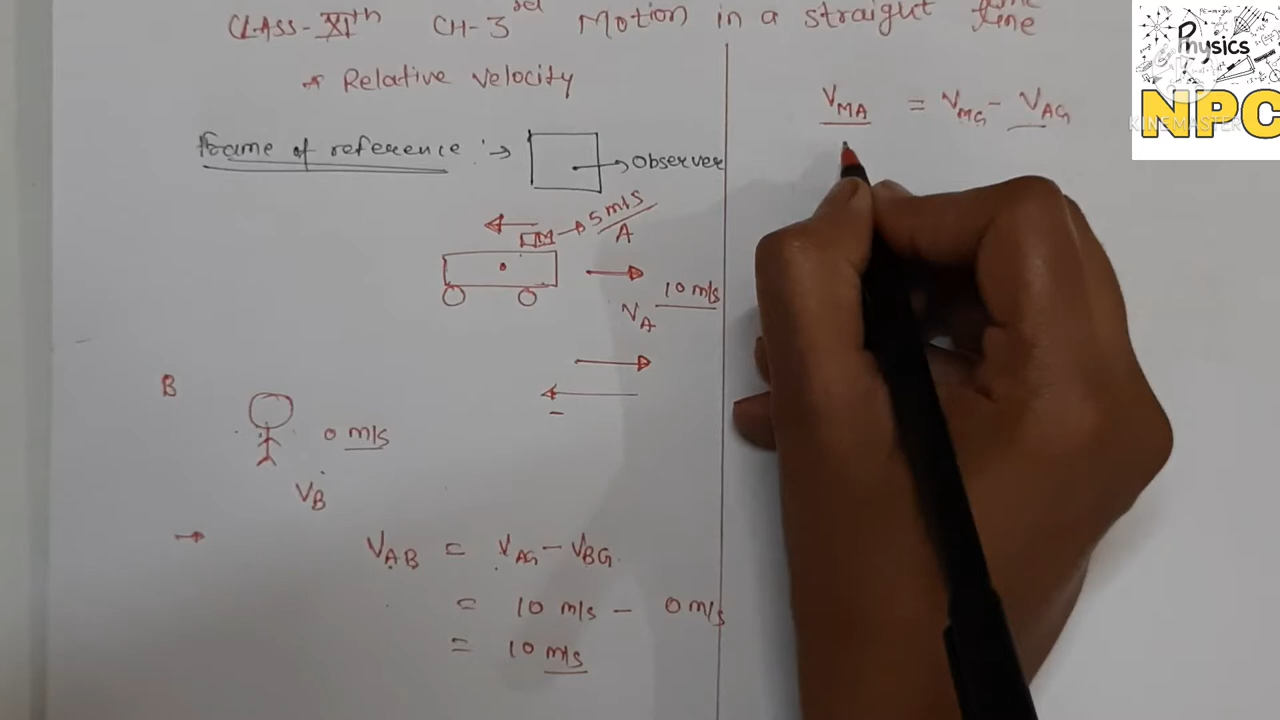 CLASS-XIth CH-3rd Motion in a straight line
* Relative velocity
Frame of reference :→ Observer
5 m/s
A
10 m/s
VA
B
0 m/s
VB
VAB = VAG - VBG
= 10 m/s - 0 m/s
= 10 m/s
VMA = VMG - VAG
Physics
NPC
KINEMASTER